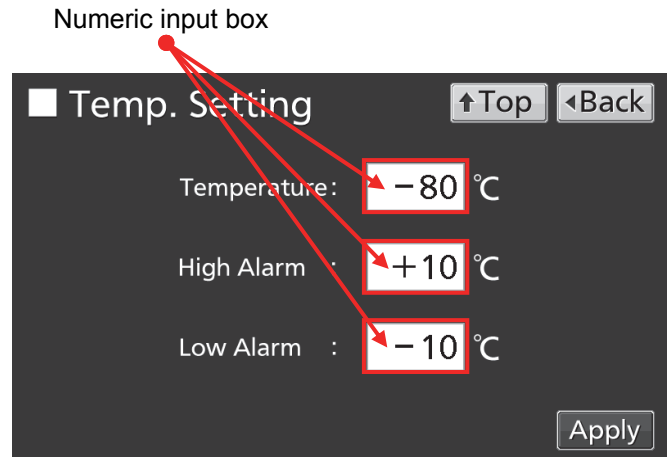 Numeric input box
Temp. Setting ↑Top ◂Back
Temperature: −80 ℃
High Alarm : +10 ℃
Low Alarm : −10 ℃
Apply